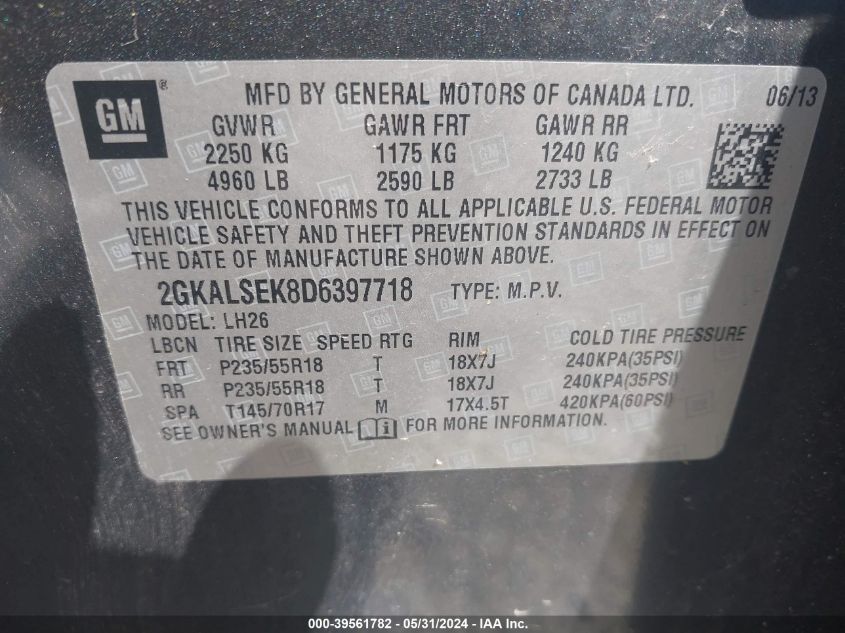 GM ® MFD BY GENERAL MOTORS OF CANADA LTD. 06/13
GVWR GAWR FRT GAWR RR
2250 KG 1175 KG 1240 KG
4960 LB 2590 LB 2733 LB
THIS VEHICLE CONFORMS TO ALL APPLICABLE U.S. FEDERAL MOTOR
VEHICLE SAFETY AND THEFT PREVENTION STANDARDS IN EFFECT ON
THE DATE OF MANUFACTURE SHOWN ABOVE.
2GKALSEK8D6397718 TYPE: M.P.V.
MODEL: LH26
LBCN TIRE SIZE SPEED RTG RIM COLD TIRE PRESSURE
FRT P235/55R18 T 18X7J 240KPA(35PSI)
RR P235/55R18 T 18X7J 240KPA(35PSI)
SPA T145/70R17 M 17X4.5T 420KPA(60PSI)
SEE OWNER'S MANUAL i FOR MORE INFORMATION.
000-39561782 - 05/31/2024 - IAA Inc.